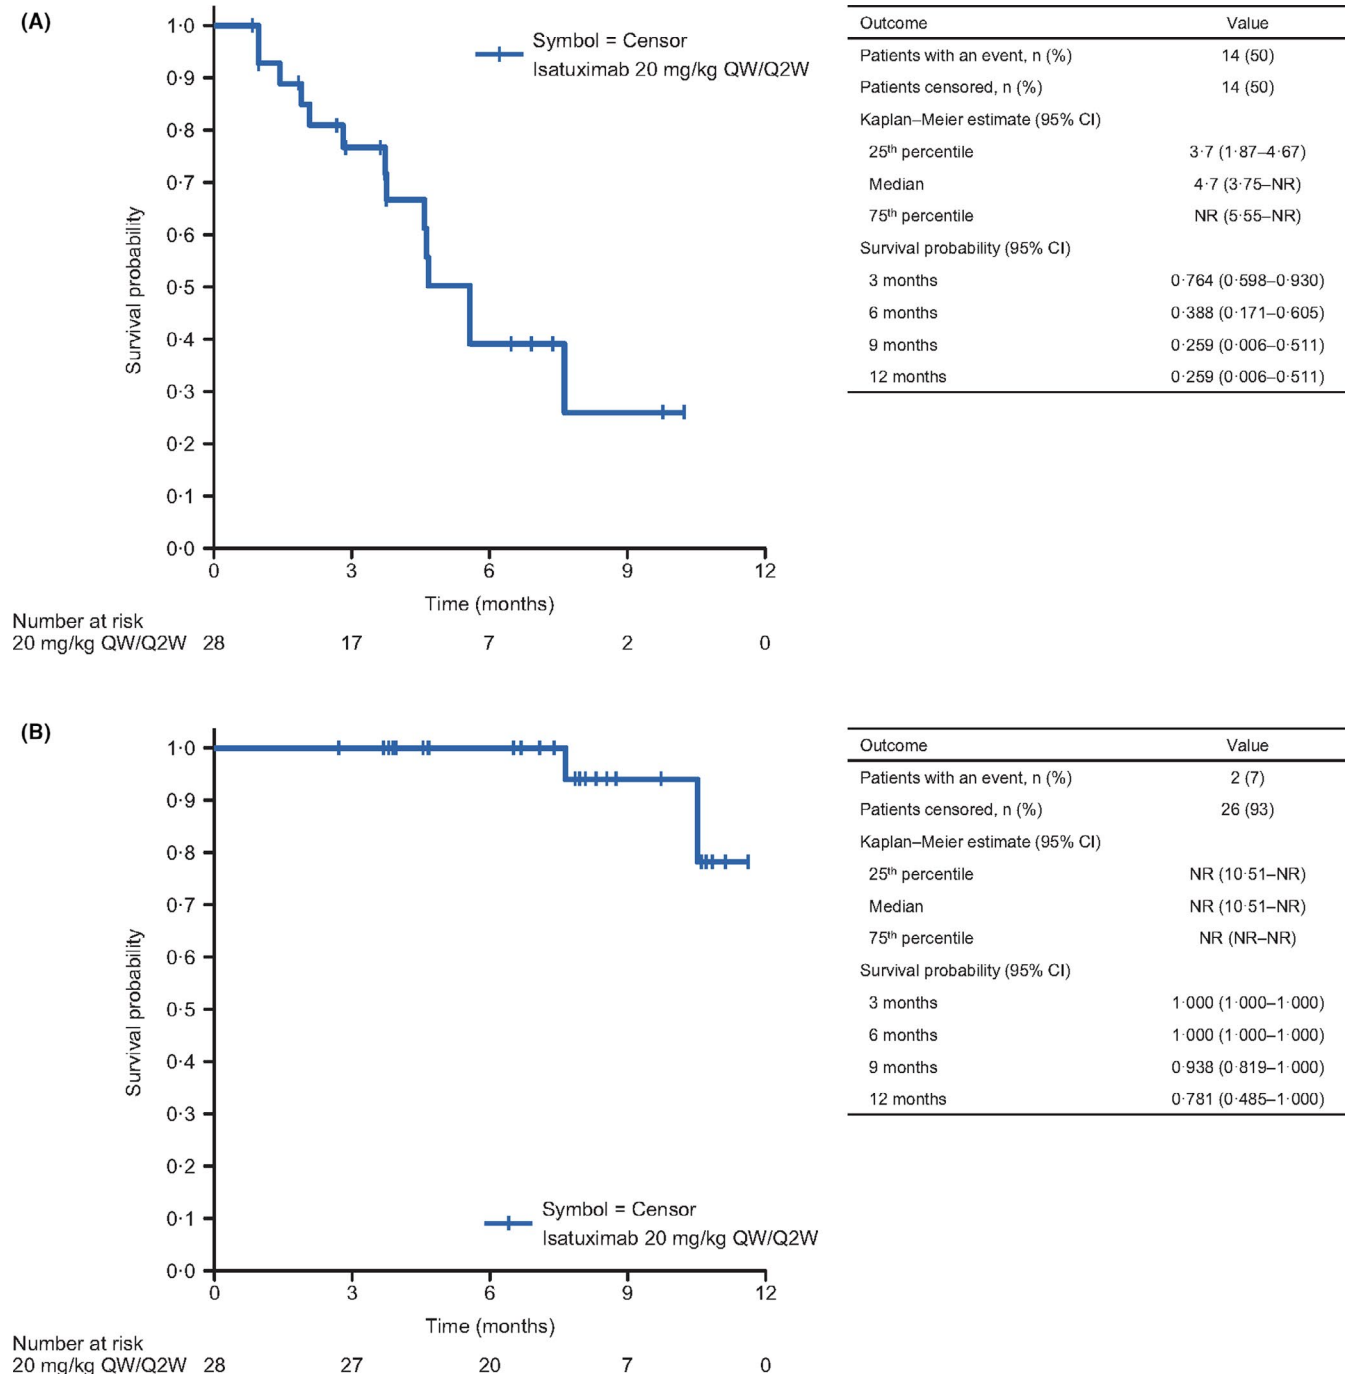 (A)
1·0
0·9
0·8
0·7
0·6
0·5
0·4
0·3
0·2
0·1
0·0
Survival probability
Symbol = Censor
Isatuximab 20 mg/kg QW/Q2W
0 3 6 9 12
Time (months)
Number at risk
20 mg/kg QW/Q2W 28 17 7 2 0
Outcome Value
Patients with an event, n (%) 14 (50)
Patients censored, n (%) 14 (50)
Kaplan–Meier estimate (95% CI)
25th percentile 3·7 (1·87–4·67)
Median 4·7 (3·75–NR)
75th percentile NR (5·55–NR)
Survival probability (95% CI)
3 months 0·764 (0·598–0·930)
6 months 0·388 (0·171–0·605)
9 months 0·259 (0·006–0·511)
12 months 0·259 (0·006–0·511)
(B)
1·0
0·9
0·8
0·7
0·6
0·5
0·4
0·3
0·2
0·1
0·0
Survival probability
Symbol = Censor
Isatuximab 20 mg/kg QW/Q2W
0 3 6 9 12
Time (months)
Number at risk
20 mg/kg QW/Q2W 28 27 20 7 0
Outcome Value
Patients with an event, n (%) 2 (7)
Patients censored, n (%) 26 (93)
Kaplan–Meier estimate (95% CI)
25th percentile NR (10·51–NR)
Median NR (10·51–NR)
75th percentile NR (NR–NR)
Survival probability (95% CI)
3 months 1·000 (1·000–1·000)
6 months 1·000 (1·000–1·000)
9 months 0·938 (0·819–1·000)
12 months 0·781 (0·485–1·000)